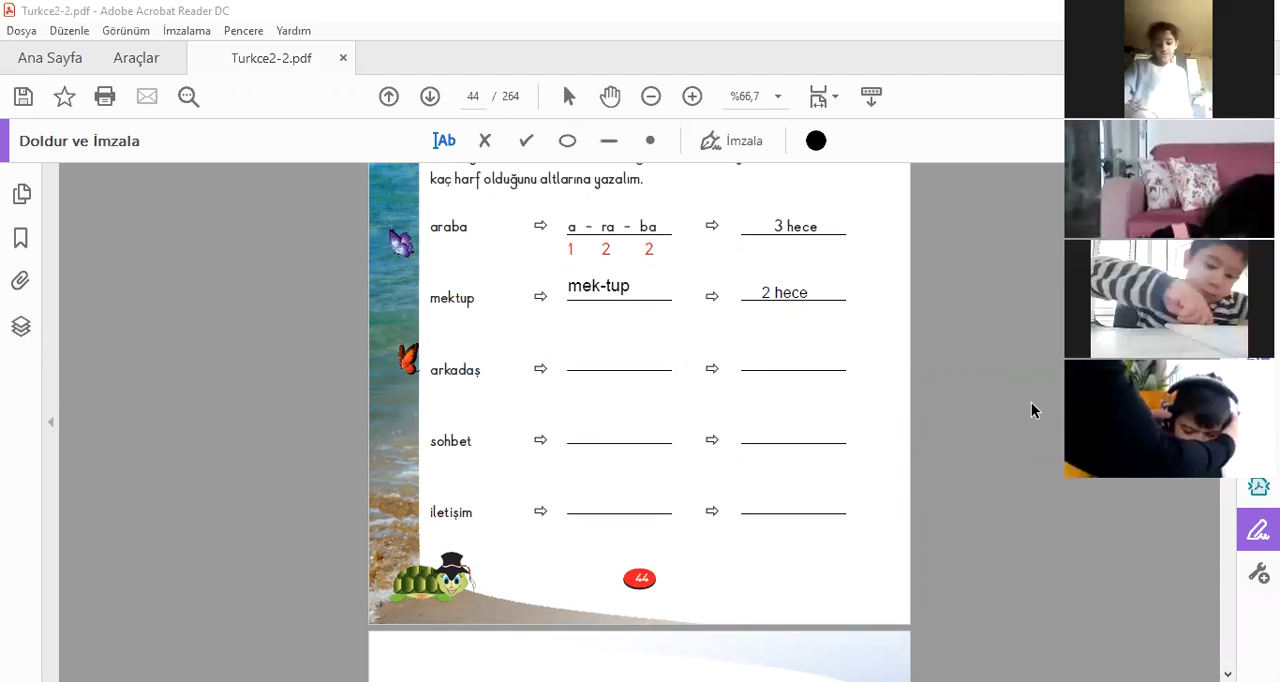 Turkce2-2.pdf - Adobe Acrobat Reader DC
Dosya Düzenle Görünüm İmzalama Pencere Yardım
Ana Sayfa Araçlar Turkce2-2.pdf ×
44 / 264 %66,7
Doldur ve İmzala IAb İmzala
kaç harf olduğunu altlarına yazalım.
araba ⇨ a - ra - ba ⇨ 3 hece
1 2 2
mektup ⇨ mek-tup ⇨ 2 hece
arkadaş ⇨ ⇨
sohbet ⇨ ⇨
iletişim ⇨ ⇨
44